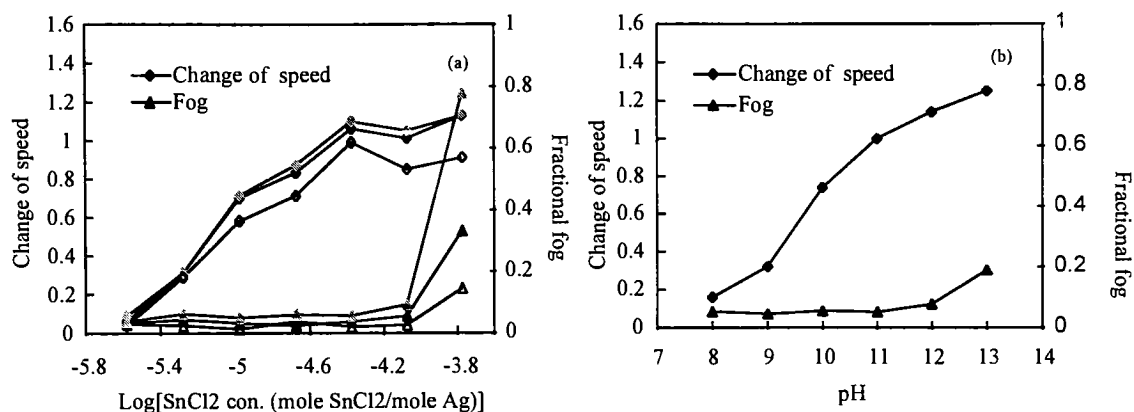 1.6
1.4
1.2
1
0.8
0.6
0.4
0.2
0
Change of speed
Change of speed
Fog
(a)
1
0.8
0.6
0.4
0.2
0
Fractional fog
-5.8 -5.4 -5 -4.6 -4.2 -3.8
Log[SnCl2 con. (mole SnCl2/mole Ag)]
1.6
1.4
1.2
1
0.8
0.6
0.4
0.2
0
Change of speed
Change of speed
Fog
(b)
1
0.8
0.6
0.4
0.2
0
Fractional fog
7 8 9 10 11 12 13 14
pH